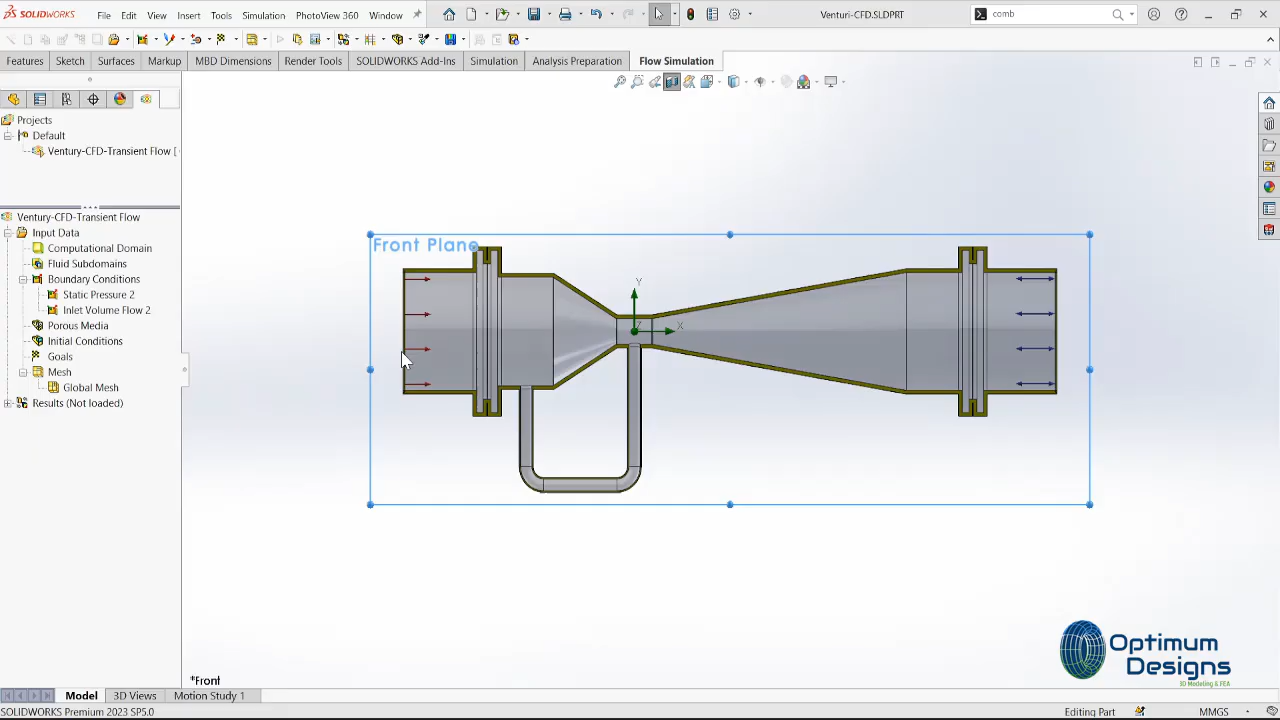 SOLIDWORKS File Edit View Insert Tools Simulation PhotoView 360 Window Venturi-CFD.SLDPRT comb
Features Sketch Surfaces Markup MBD Dimensions Render Tools SOLIDWORKS Add-Ins Simulation Analysis Preparation Flow Simulation
Projects
Default
Ventury-CFD-Transient Flow [
Ventury-CFD-Transient Flow
Input Data
Computational Domain
Fluid Subdomains
Boundary Conditions
Static Pressure 2
Inlet Volume Flow 2
Porous Media
Initial Conditions
Goals
Mesh
Global Mesh
Results (Not loaded)
Front Plane
Y
Z
X
Optimum
Designs
3D Modeling & FEA
*Front
Model 3D Views Motion Study 1
SOLIDWORKS Premium 2023 SP5.0 Editing Part MMGS